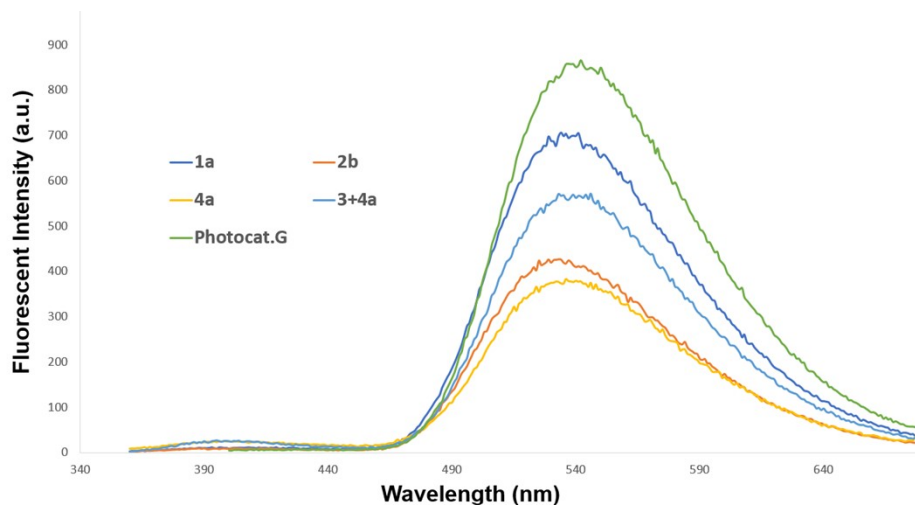 900
800
700
600
500
400
300
200
100
0
Fluorescent Intensity (a.u.)
1a 2b
4a 3+4a
Photocat.G
340 390 440 490 540 590 640
Wavelength (nm)